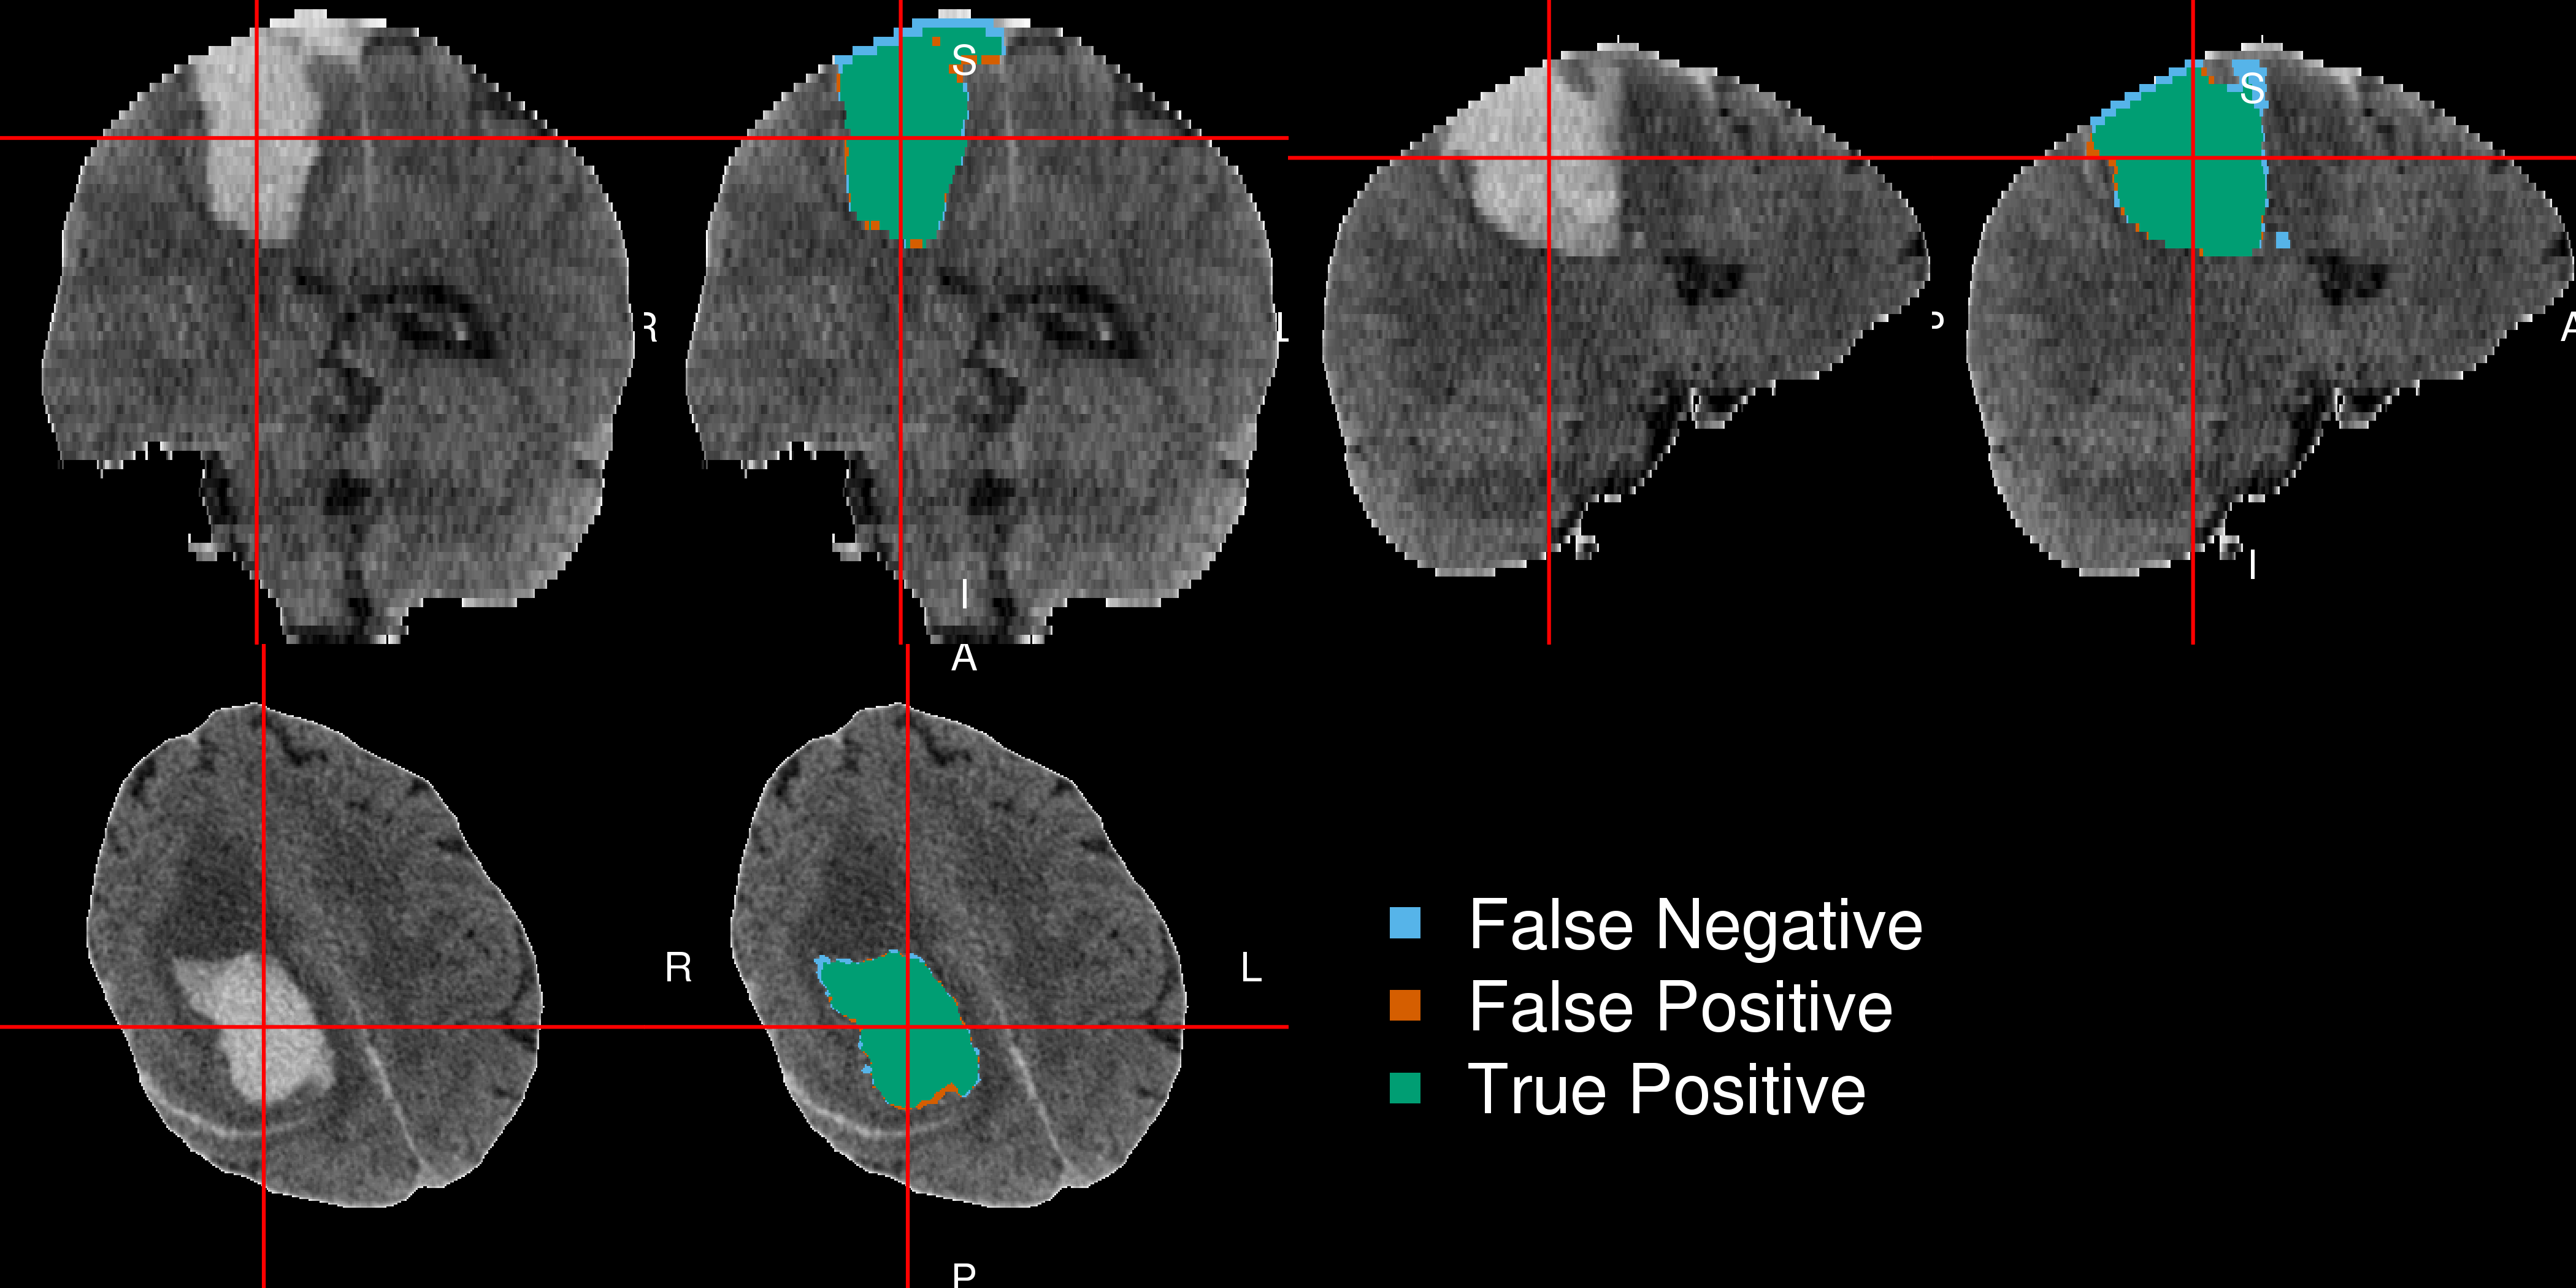 S
S
R
L
P
A
I
I
A
R
L
False Negative
False Positive
True Positive
P